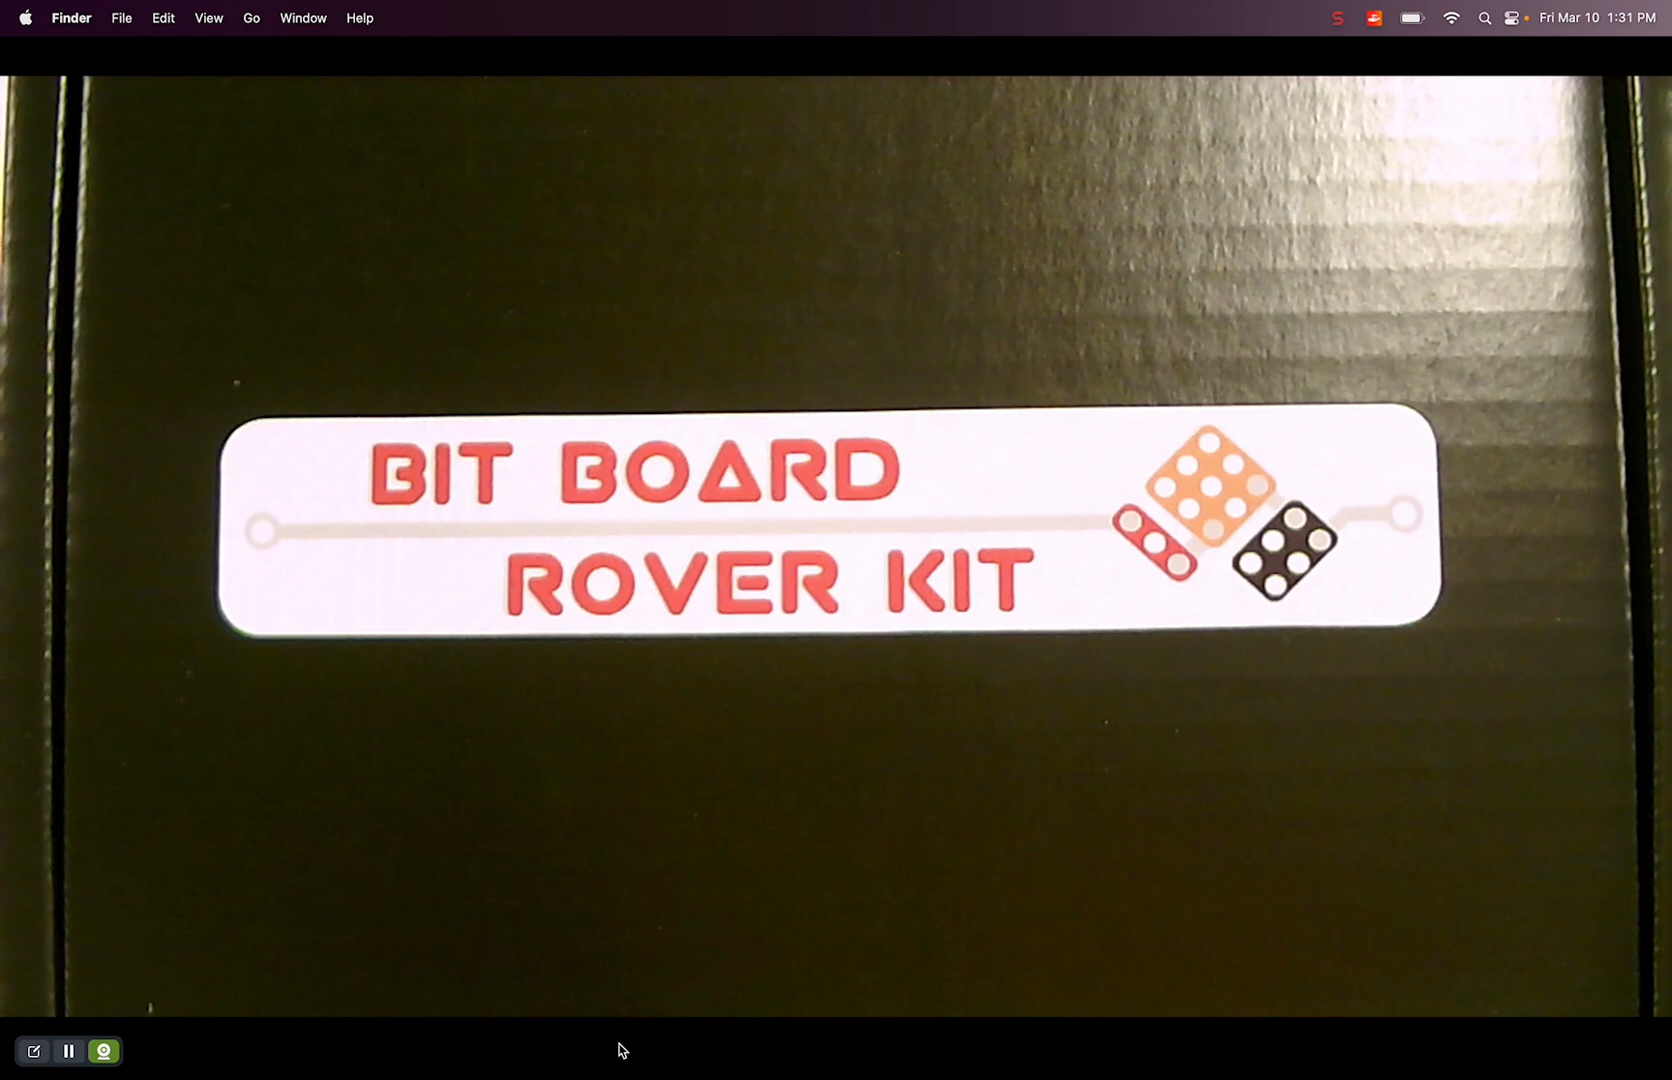 Finder File Edit View Go Window Help S Fri Mar 10 1:31 PM
BIT BOARD
ROVER KIT